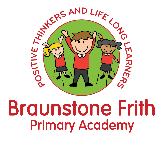 POSITIVE THINKERS AND LIFE LONG LEARNERS
Braunstone Frith
Primary Academy